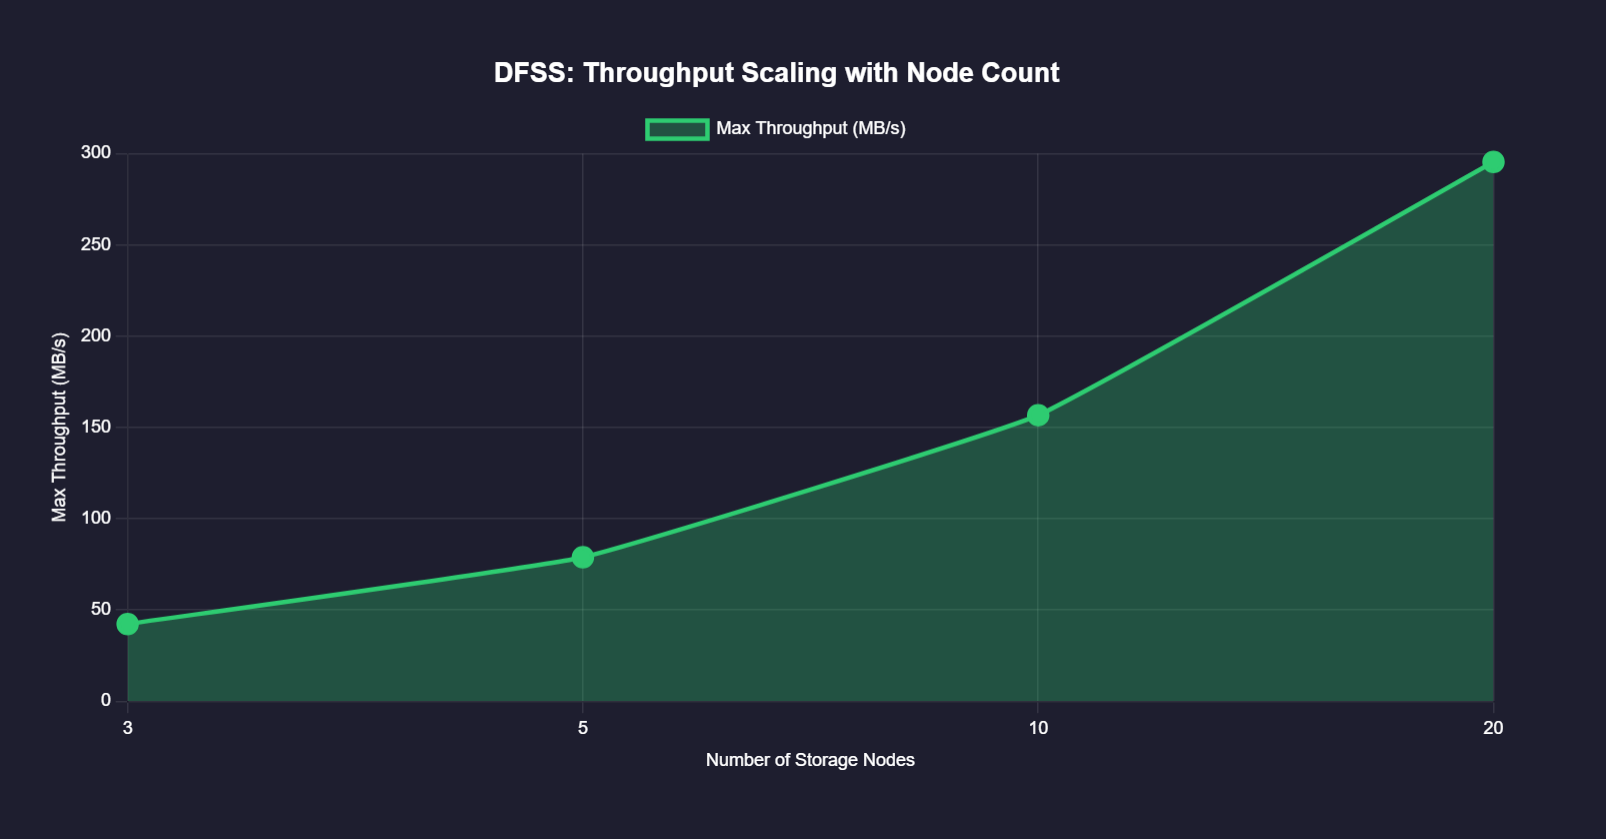 DFSS: Throughput Scaling with Node Count
Max Throughput (MB/s)
300
250
200
150
100
50
0
Max Throughput (MB/s)
3 5 10 20
Number of Storage Nodes